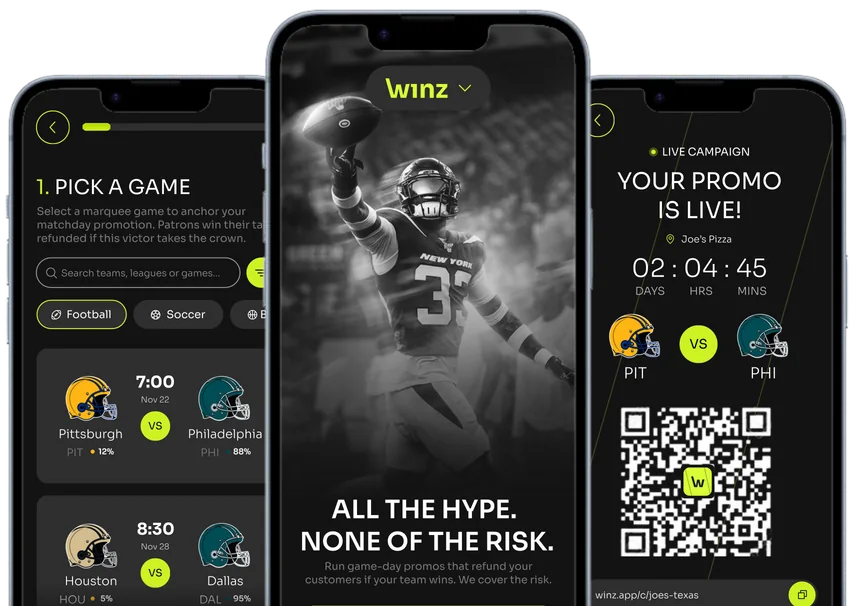 1. PICK A GAME
Select a marquee game to anchor your
matchday promotion. Patrons win their ta
refunded if this victor takes the crown.
Search teams, leagues or games...
Football
Soccer
B
7:00
Nov 22
VS
Pittsburgh
Philadelphia
PIT • 12%
PHI 88%
8:30
Nov 28
VS
Houston
Dallas
HOU • 5%
DAL 95%
winz
NEW YORK
ALL THE HYPE.
NONE OF THE RISK.
Run game-day promos that refund your
customers if your team wins. We cover the risk.
LIVE CAMPAIGN
YOUR PROMO
IS LIVE!
Joe's Pizza
02 : 04 : 45
DAYS HRS MINS
VS
PIT
PHI
w
winz.app/c/joes-texas